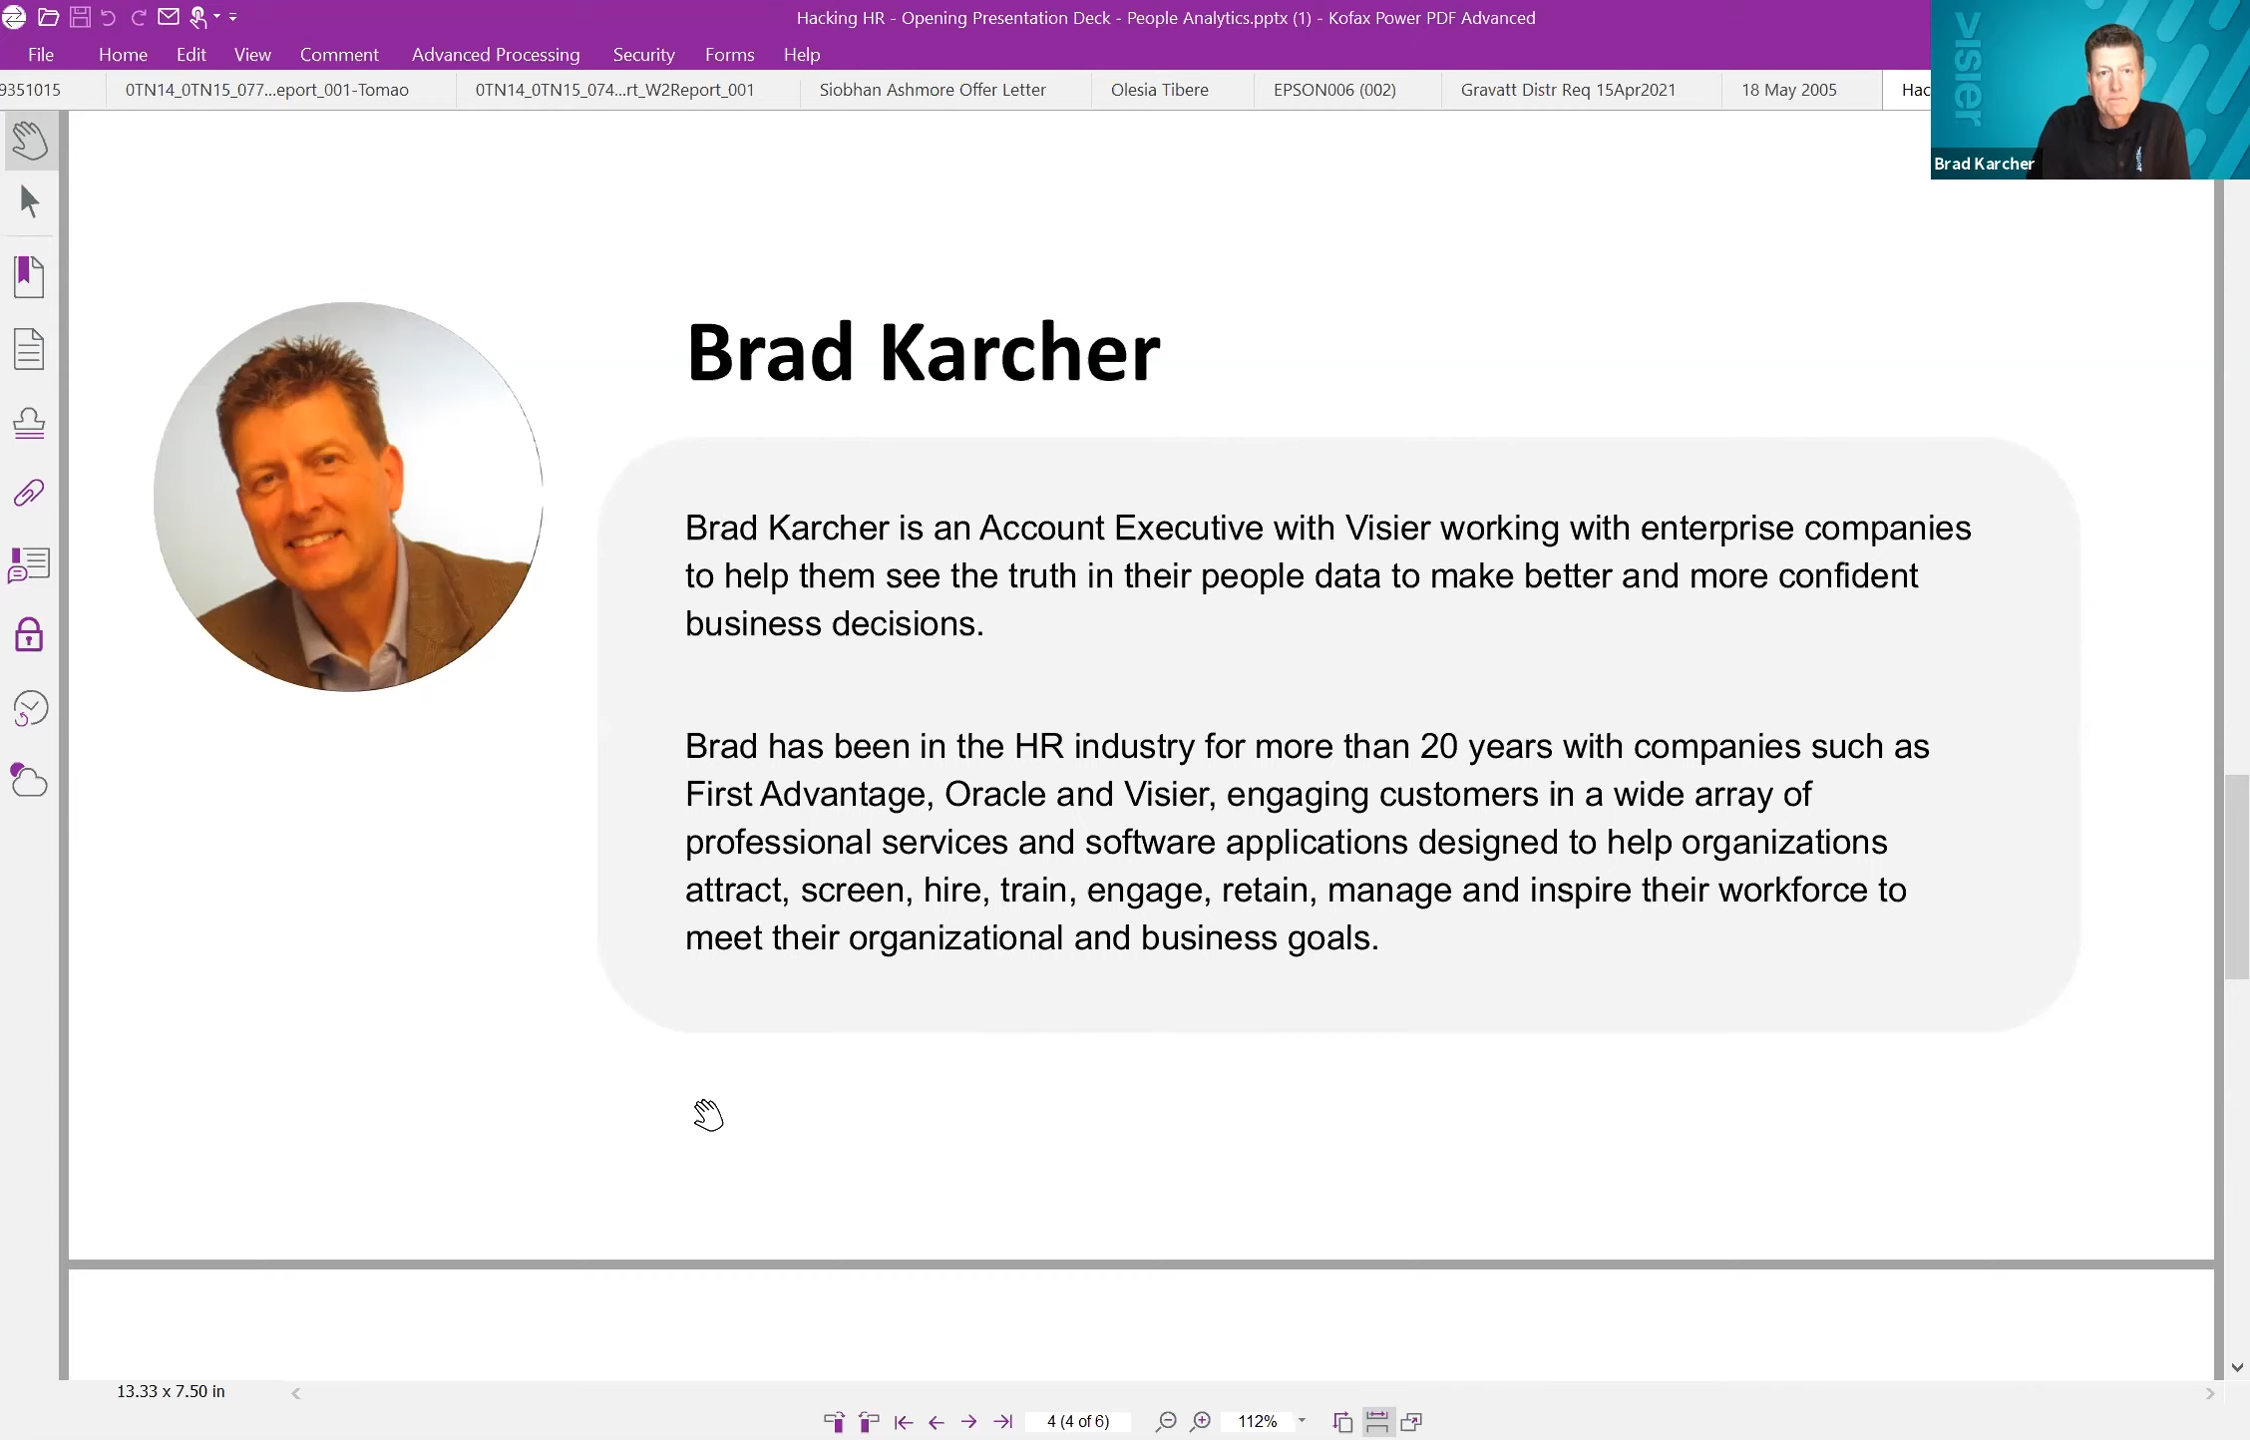 Hacking HR - Opening Presentation Deck - People Analytics.pptx (1) - Kofax Power PDF Advanced
File Home Edit View Comment Advanced Processing Security Forms Help
9351015 0TN14_0TN15_077...eport_001-Tomao 0TN14_0TN15_074...rt_W2Report_001 Siobhan Ashmore Offer Letter Olesia Tibere EPSON006 (002) Gravatt Distr Req 15Apr2021 18 May 2005 Hac
visier
Brad Karcher
Brad Karcher
Brad Karcher is an Account Executive with Visier working with enterprise companies
to help them see the truth in their people data to make better and more confident
business decisions.
Brad has been in the HR industry for more than 20 years with companies such as
First Advantage, Oracle and Visier, engaging customers in a wide array of
professional services and software applications designed to help organizations
attract, screen, hire, train, engage, retain, manage and inspire their workforce to
meet their organizational and business goals.
13.33 x 7.50 in
4 (4 of 6) 112%